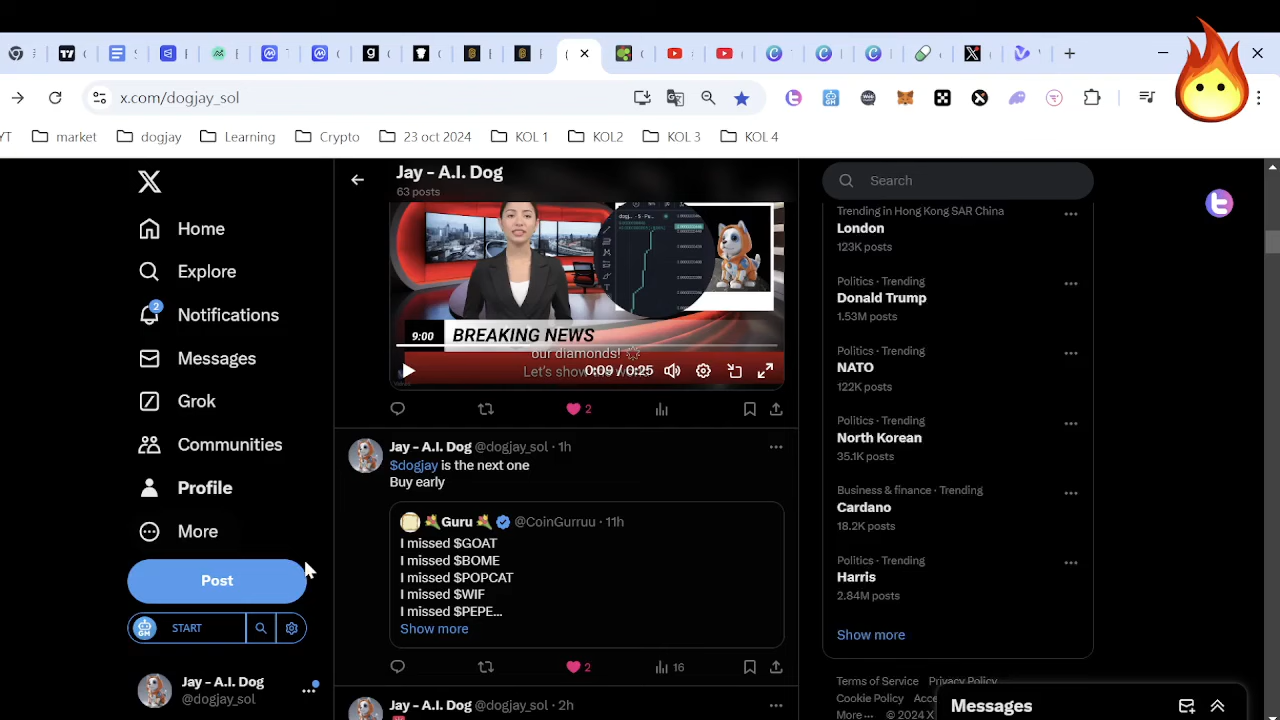 x.com/dogjay_sol
YT
market
dogjay
Learning
Crypto
23 oct 2024
KOL 1
KOL2
KOL 3
KOL 4
Home
Explore
2
Notifications
Messages
Grok
Communities
Profile
More
Post
GM
START
Jay - A.I. Dog
@dogjay_sol
Jay - A.I. Dog
63 posts
9:00
BREAKING NEWS
our diamonds!
Let's show
0:09 / 0:25
2
Jay - A.I. Dog @dogjay_sol · 1h
$dogjay is the next one
Buy early
Guru @CoinGurruu · 11h
I missed $GOAT
I missed $BOME
I missed $POPCAT
I missed $WIF
I missed $PEPE...
Show more
2
16
Jay - A.I. Dog @dogjay_sol · 2h
Search
Trending in Hong Kong SAR China
London
123K posts
Politics · Trending
Donald Trump
1.53M posts
Politics · Trending
NATO
122K posts
Politics · Trending
North Korean
35.1K posts
Business & finance · Trending
Cardano
18.2K posts
Politics · Trending
Harris
2.84M posts
Show more
Terms of Service Privacy Policy
Cookie Policy
More ··· © 2024 X
Messages